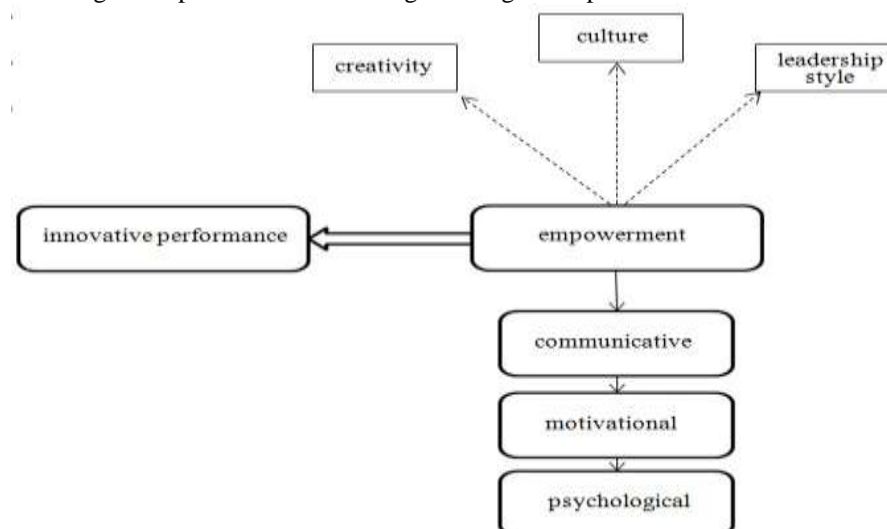 culture
creativity
leadership
style
innovative performance
empowerment
communicative
motivational
psychological